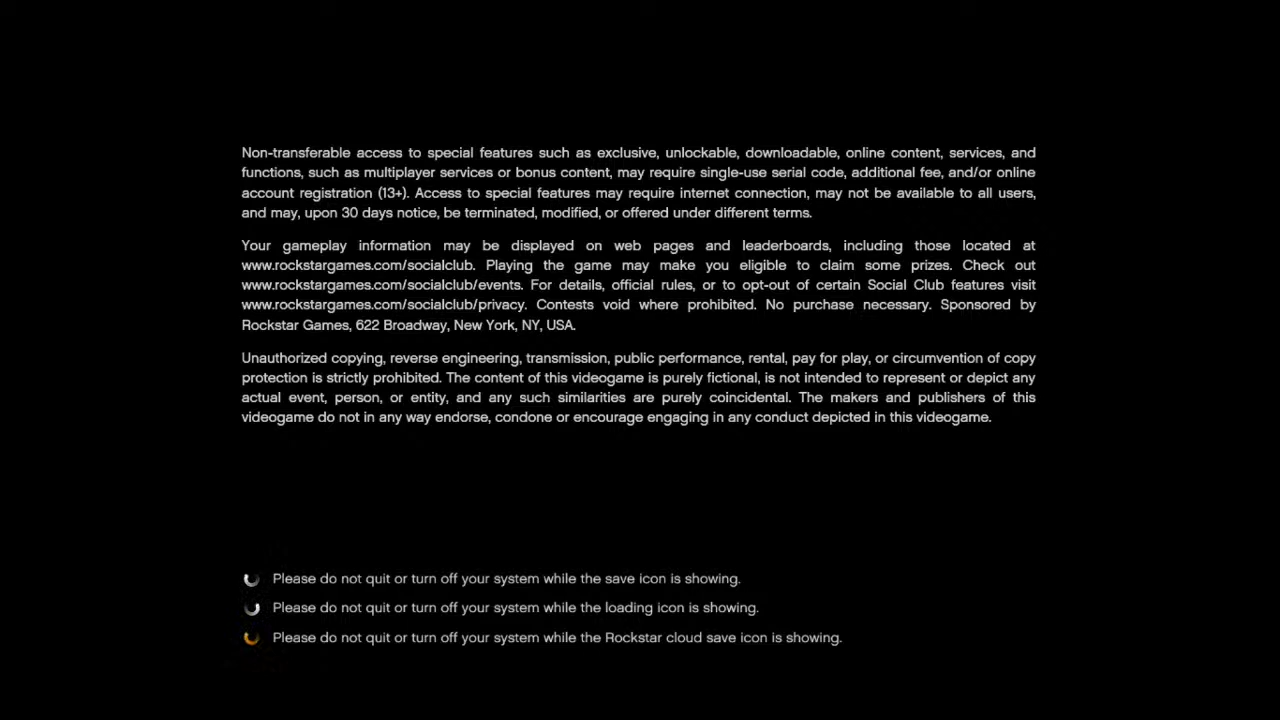 Non-transferable access to special features such as exclusive, unlockable, downloadable, online content, services, and
functions, such as multiplayer services or bonus content, may require single-use serial code, additional fee, and/or online
account registration (13+). Access to special features may require internet connection, may not be available to all users,
and may, upon 30 days notice, be terminated, modified, or offered under different terms.
Your gameplay information may be displayed on web pages and leaderboards, including those located at
www.rockstargames.com/socialclub. Playing the game may make you eligible to claim some prizes. Check out
www.rockstargames.com/socialclub/events. For details, official rules, or to opt-out of certain Social Club features visit
www.rockstargames.com/socialclub/privacy. Contests void where prohibited. No purchase necessary. Sponsored by
Rockstar Games, 622 Broadway, New York, NY, USA.
Unauthorized copying, reverse engineering, transmission, public performance, rental, pay for play, or circumvention of copy
protection is strictly prohibited. The content of this videogame is purely fictional, is not intended to represent or depict any
actual event, person, or entity, and any such similarities are purely coincidental. The makers and publishers of this
videogame do not in any way endorse, condone or encourage engaging in any conduct depicted in this videogame.
Please do not quit or turn off your system while the save icon is showing.
Please do not quit or turn off your system while the loading icon is showing.
Please do not quit or turn off your system while the Rockstar cloud save icon is showing.